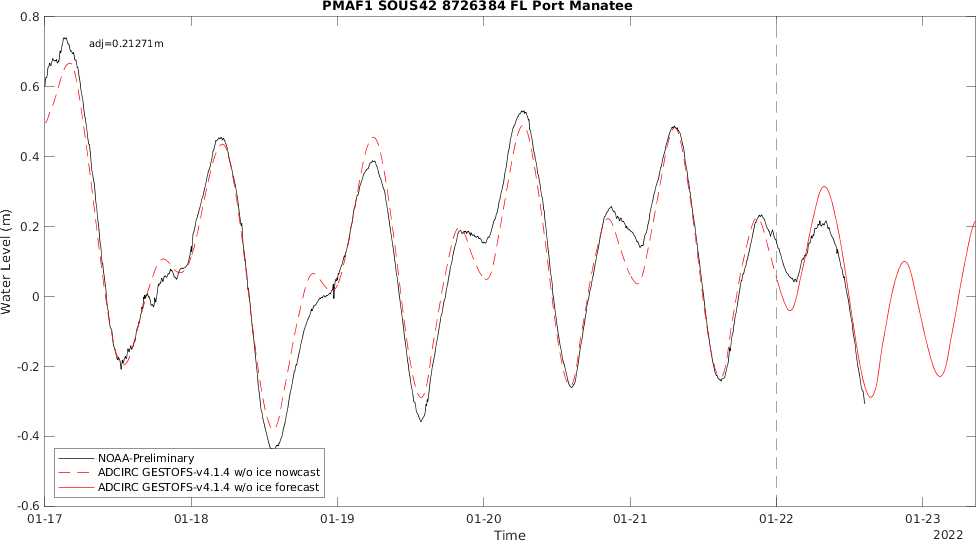 PMAF1 SOUS42 8726384 FL Port Manatee
adj=0.21271m
Water Level (m)
0.8
0.6
0.4
0.2
0
-0.2
-0.4
-0.6
NOAA-Preliminary
ADCIRC GESTOFS-v4.1.4 w/o ice nowcast
ADCIRC GESTOFS-v4.1.4 w/o ice forecast
01-17 01-18 01-19 01-20 01-21 01-22 01-23
Time
2022